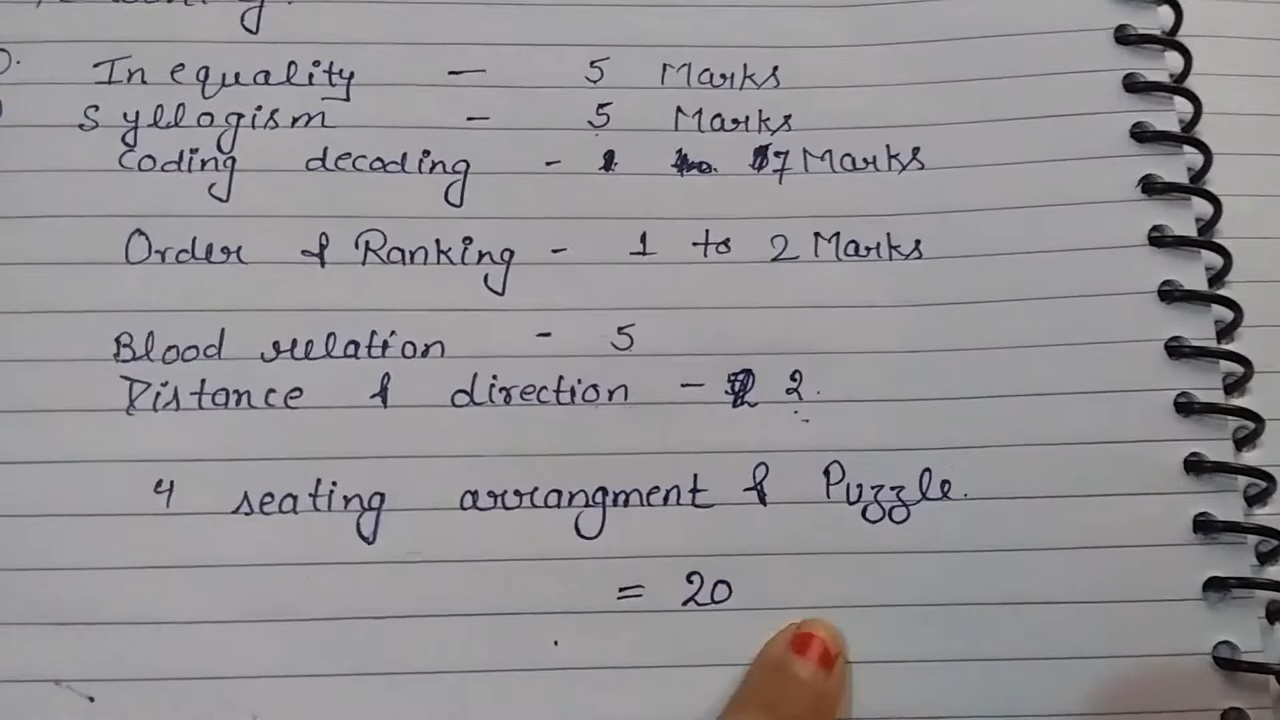 Inequality - 5 Marks
Syllogism - 5 Marks
Coding decoding - 7 Marks
Order & Ranking - 1 to 2 Marks
Blood relation - 5
Distance & direction - 2.
4 seating arrangment & Puzzle.
= 20